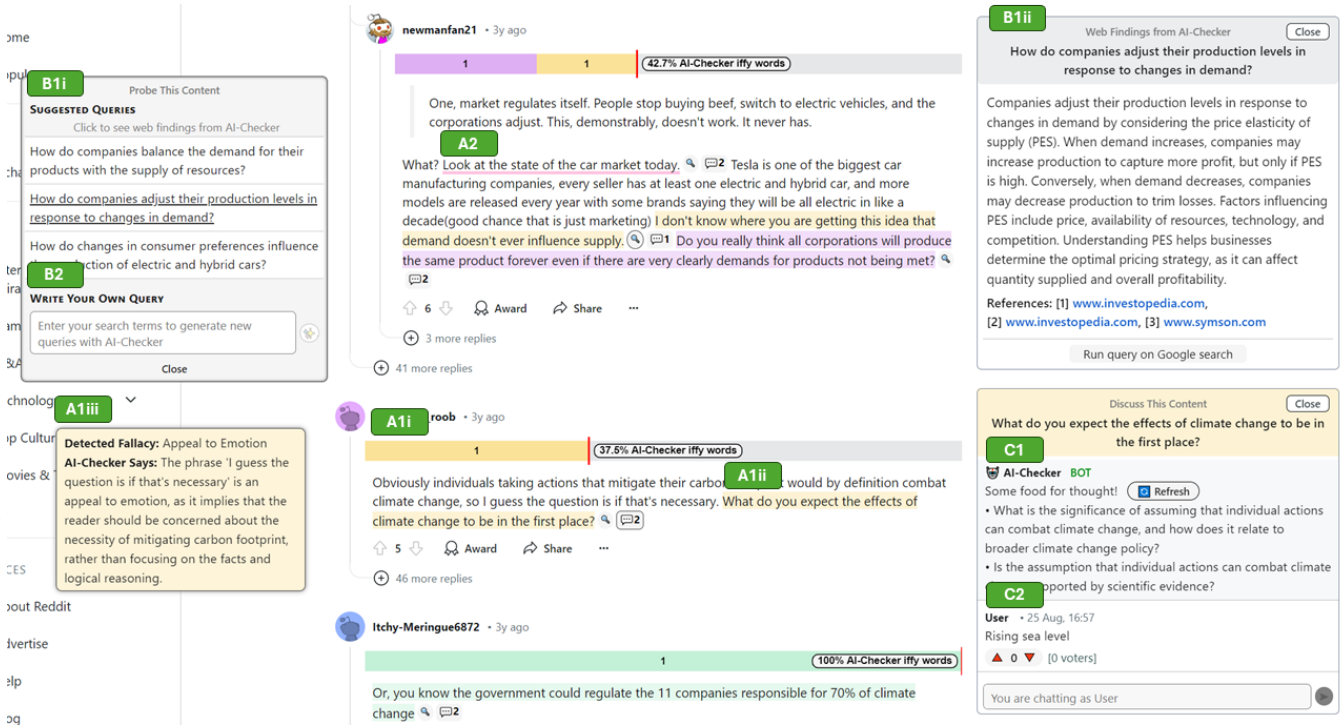 ome
opul
B1i
Probe This Content
SUGGESTED QUERIES
Click to see web findings from AI-Checker
How do companies balance the demand for their
products with the supply of resources?
How do companies adjust their production levels in
response to changes in demand?
How do changes in consumer preferences influence
ction of electric and hybrid cars?
B2
WRITE YOUR OWN QUERY
Enter your search terms to generate new
queries with AI-Checker
Close
chnolog
A1iii
op Cultur
ovies & T
Detected Fallacy: Appeal to Emotion
AI-Checker Says: The phrase 'I guess the
question is if that's necessary' is an
appeal to emotion, as it implies that the
reader should be concerned about the
necessity of mitigating carbon footprint,
rather than focusing on the facts and
logical reasoning.
CES
bout Reddit
dvertise
elp
og
newmanfan21 • 3y ago
1 1 42.7% AI-Checker iffy words
One, market regulates itself. People stop buying beef, switch to electric vehicles, and the
corporations adjust. This, demonstrably, doesn't work. It never has.
A2
What? Look at the state of the car market today. 2 Tesla is one of the biggest car
manufacturing companies, every seller has at least one electric and hybrid car, and more
models are released every year with some brands saying they will be all electric in like a
decade(good chance that is just marketing) I don't know where you are getting this idea that
demand doesn't ever influence supply. 1 Do you really think all corporations will produce
the same product forever even if there are very clearly demands for products not being met?
2
6 Award Share ...
3 more replies
41 more replies
A1i
roob • 3y ago
1 37.5% AI-Checker iffy words
A1ii
Obviously individuals taking actions that mitigate their carbon t would by definition combat
climate change, so I guess the question is if that's necessary. What do you expect the effects of
climate change to be in the first place? 2
5 Award Share ...
46 more replies
Itchy-Meringue6872 • 3y ago
1 100% AI-Checker iffy words
Or, you know the government could regulate the 11 companies responsible for 70% of climate
change 2
B1ii
Web Findings from AI-Checker Close
How do companies adjust their production levels in
response to changes in demand?
Companies adjust their production levels in response to
changes in demand by considering the price elasticity of
supply (PES). When demand increases, companies may
increase production to capture more profit, but only if PES
is high. Conversely, when demand decreases, companies
may decrease production to trim losses. Factors influencing
PES include price, availability of resources, technology, and
competition. Understanding PES helps businesses
determine the optimal pricing strategy, as it can affect
quantity supplied and overall profitability.
References: [1] www.investopedia.com,
[2] www.investopedia.com, [3] www.symson.com
Run query on Google search
Discuss This Content Close
What do you expect the effects of climate change to be in
the first place?
C1
AI-Checker BOT
Some food for thought! Refresh
• What is the significance of assuming that individual actions
can combat climate change, and how does it relate to
broader climate change policy?
• Is the assumption that individual actions can combat climate
pported by scientific evidence?
C2
User • 25 Aug, 16:57
Rising sea level
0 [0 voters]
You are chatting as User